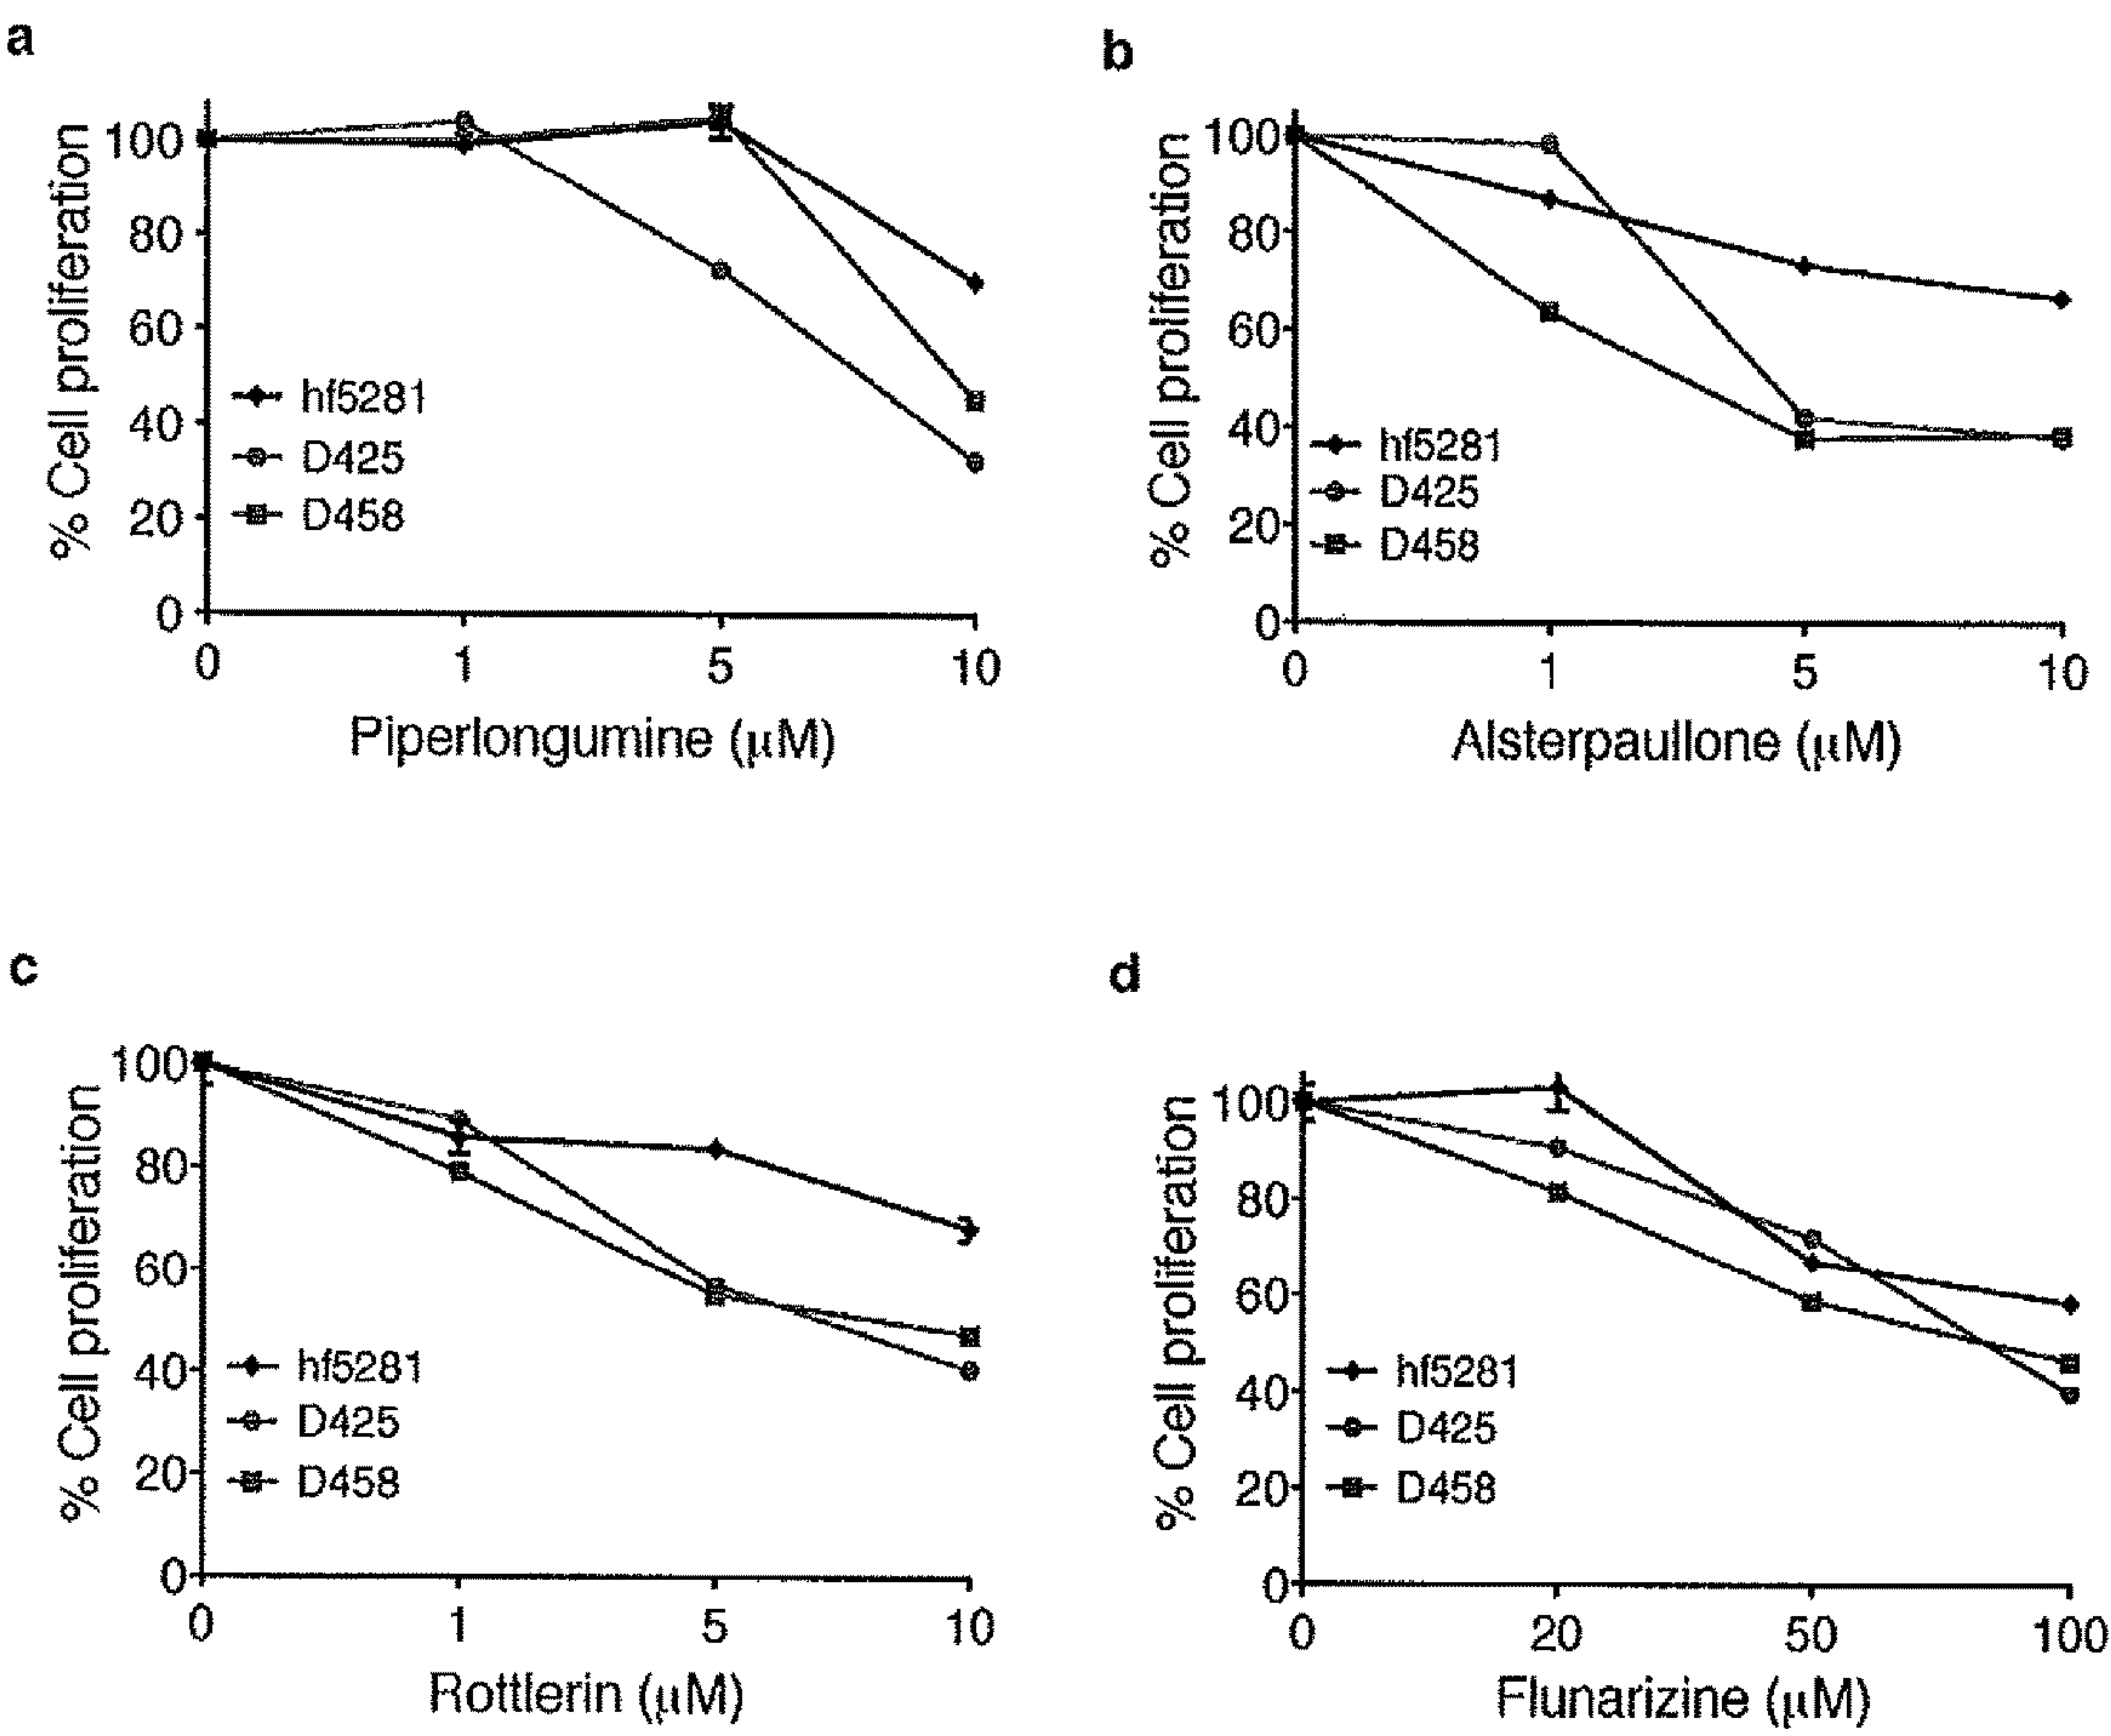 a
% Cell proliferation
100
80
60
40
20
0
hf5281
D425
D458
0 1 5 10
Piperlongumine (μM)
b
% Cell proliferation
100
80
60
40
20
0
hf5281
D425
D458
0 1 5 10
Alsterpaullone (μM)
c
% Cell proliferation
100
80
60
40
20
0
hf5281
D425
D458
0 1 5 10
Rottlerin (μM)
d
% Cell proliferation
100
80
60
40
20
0
hf5281
D425
D458
0 20 50 100
Flunarizine (μM)